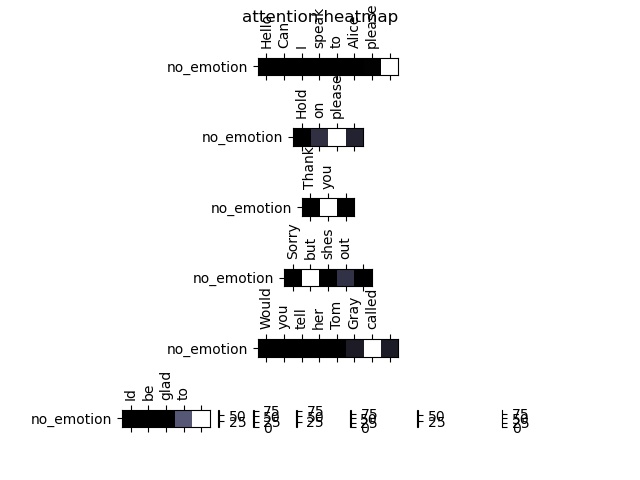 attention heatmap
Hello Can I speak to Alice please
no_emotion
Hold on please
no_emotion
Thank you
no_emotion
Sorry but shes out
no_emotion
Would you tell her Tom Gray called
no_emotion
Id be glad to
no_emotion
50 25
75 50 25 0
75 50 25
75 50 25 0
50 25
75 50 25 0